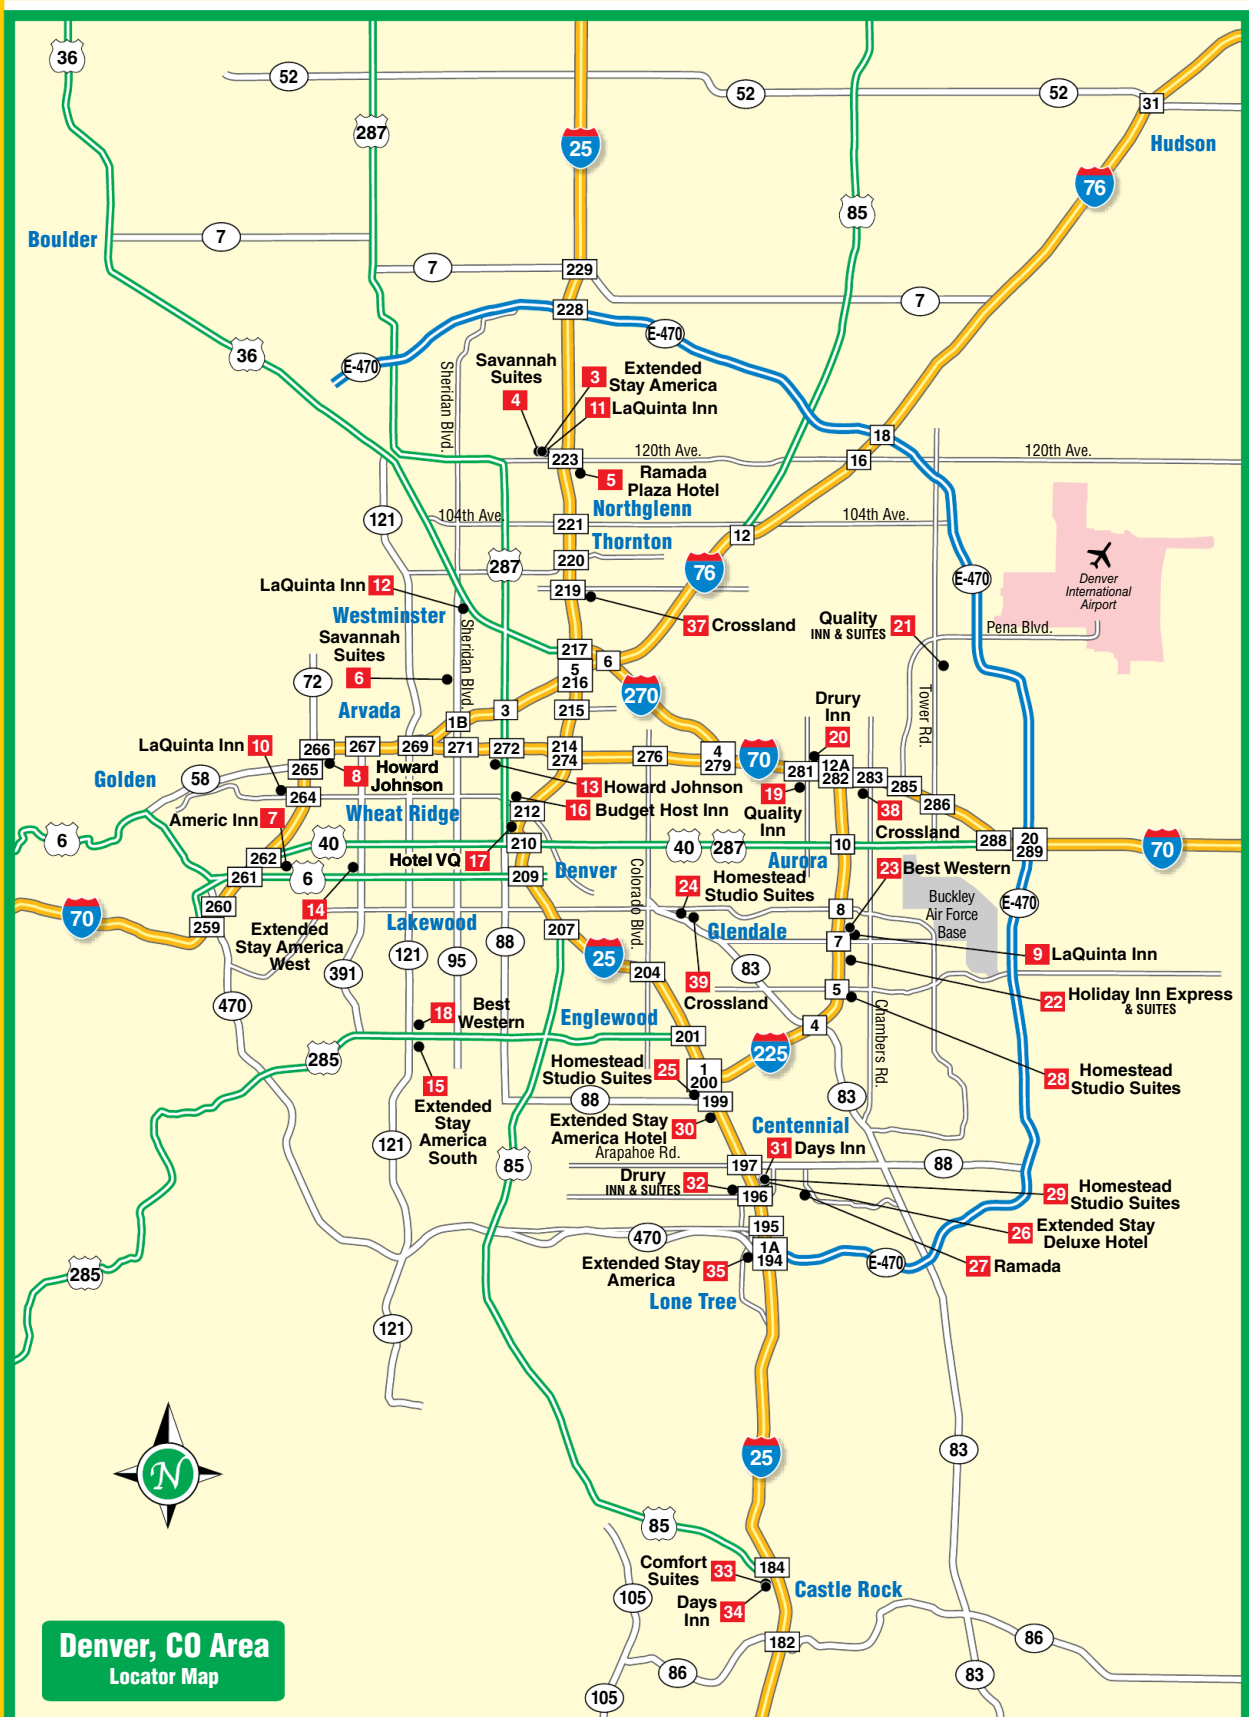 36
287
52
25
52
52
31
Hudson
76
85
Boulder
7
7
229
7
228
E-470
36
E-470
Sheridan Blvd.
Savannah
Suites
4
3
Extended
Stay America
11
LaQuinta Inn
18
120th Ave.
120th Ave.
223
16
5
Ramada
Plaza Hotel
Northglenn
121
104th Ave.
221
104th Ave.
12
Thornton
220
287
76
E-470
Denver
International
Airport
LaQuinta Inn
12
219
Westminster
37
Crossland
Quality
INN & SUITES
21
Pena Blvd.
Savannah
Suites
6
Sheridan Blvd.
217
6
5
216
72
270
Tower Rd.
Arvada
3
215
1B
Drury
Inn
20
LaQuinta Inn
10
266
267
269
271
272
214
274
276
4
279
70
281
12A
282
283
285
286
265
8
Howard
Johnson
Golden
58
264
13
Howard Johnson
19
Quality
Inn
38
Crossland
Wheat Ridge
212
16
Budget Host Inn
Americ Inn
7
6
40
210
40
287
10
288
20
289
70
262
Hotel VQ
17
Denver
Aurora
261
6
209
Colorado Blvd.
24
Homestead
Studio Suites
23
Best Western
Buckley
Air Force
Base
E-470
70
260
14
259
Extended
Stay America
West
Lakewood
8
207
Glendale
7
88
121
95
25
9
LaQuinta Inn
391
204
83
39
Crossland
5
22
Holiday Inn Express
& SUITES
470
18
Best
Western
Englewood
4
Chambers Rd.
285
201
225
15
Extended
Stay
America
South
Homestead
Studio Suites
25
1
200
28
Homestead
Studio Suites
88
199
83
Extended Stay
America Hotel
30
Centennial
121
Arapahoe Rd.
31
Days Inn
85
197
88
Drury
INN & SUITES
32
196
29
Homestead
Studio Suites
26
Extended Stay
Deluxe Hotel
470
195
1A
194
E-470
27
Ramada
285
Extended Stay
America
35
Lone Tree
121
25
83
85
184
Comfort
Suites
33
Castle Rock
105
Days
Inn
34
182
86
86
83
105
N
Denver, CO Area
Locator Map